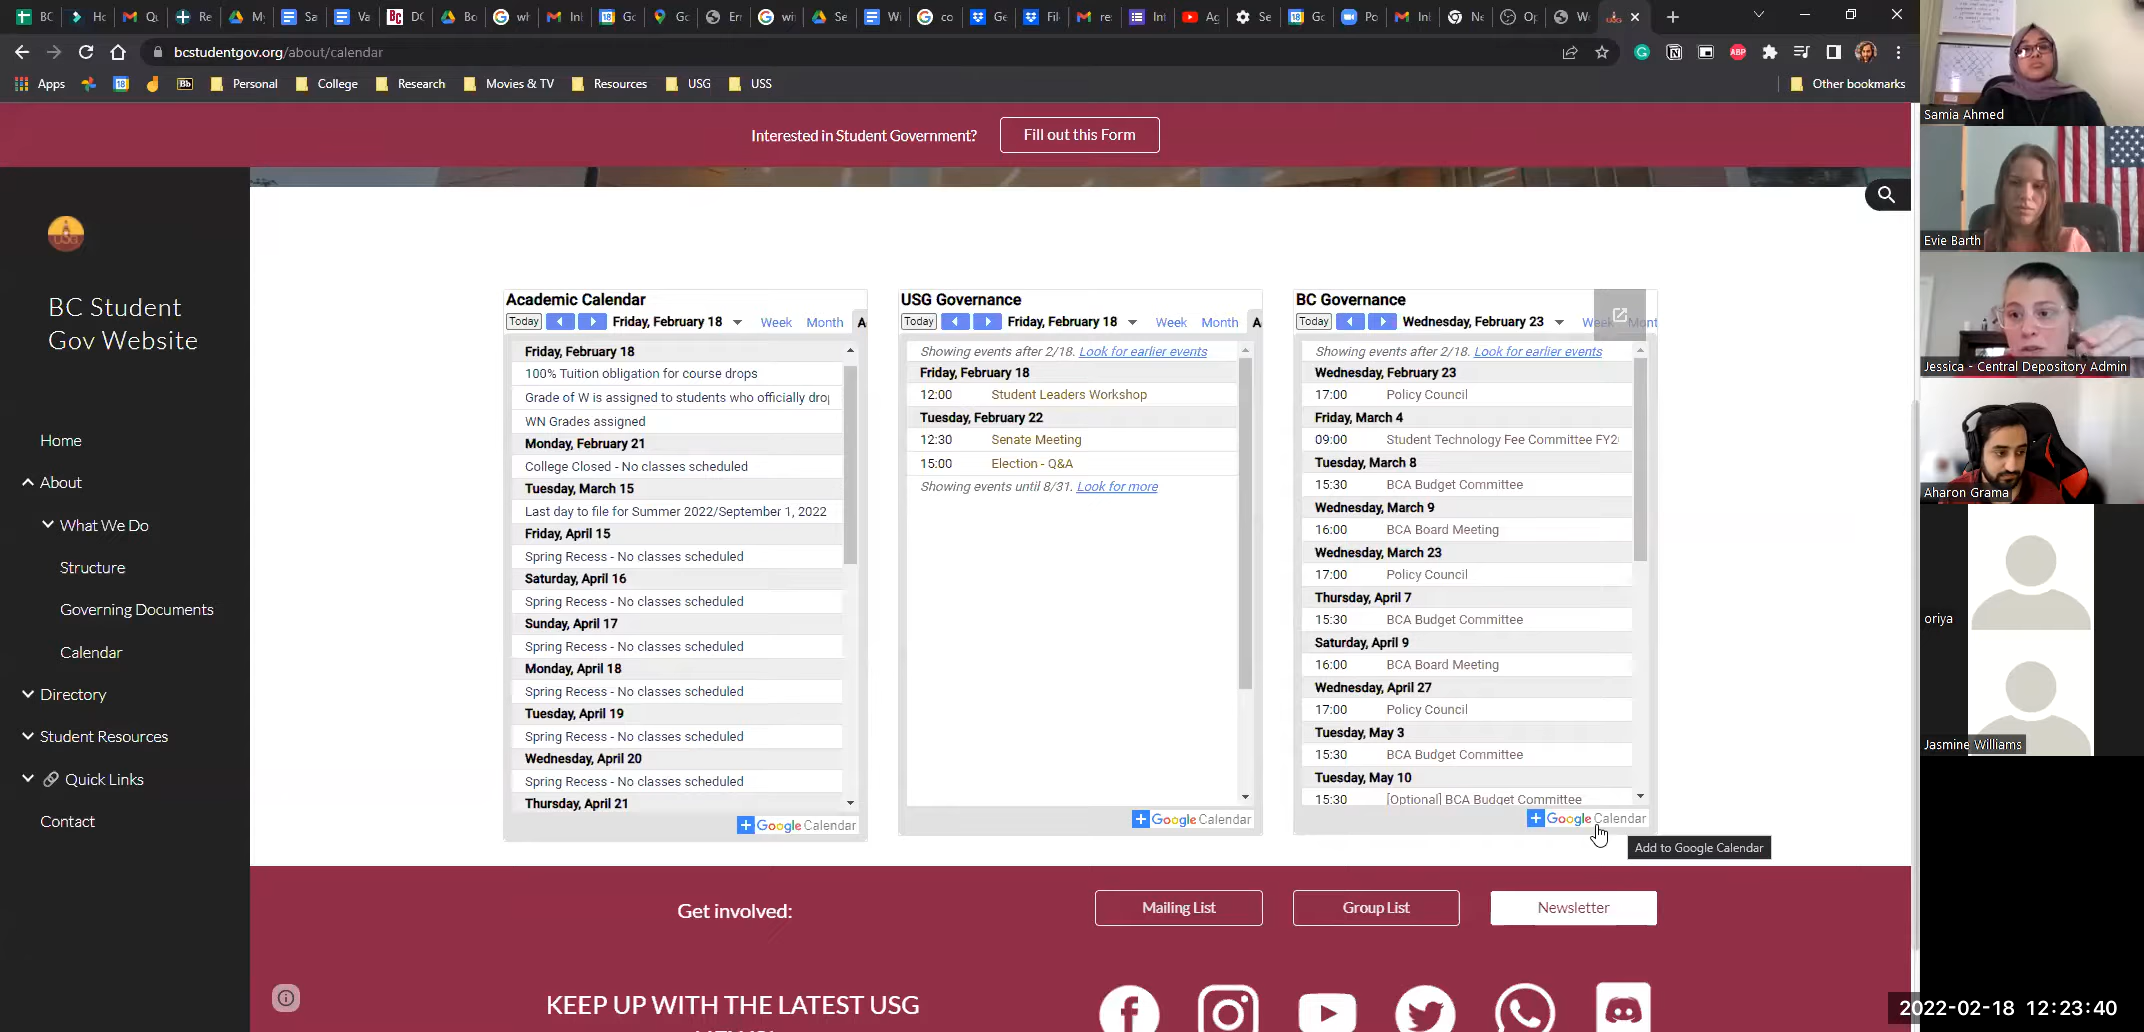 bcstudentgov.org/about/calendar
Apps
Personal
College
Research
Movies & TV
Resources
USG
USS
Other bookmarks
Interested in Student Government?
Fill out this Form
BC Student
Gov Website
Home
About
What We Do
Structure
Governing Documents
Calendar
Directory
Student Resources
Quick Links
Contact
Academic Calendar
Today
Friday, February 18
Week
Month
Friday, February 18
100% Tuition obligation for course drops
Grade of W is assigned to students who officially dro
WN Grades assigned
Monday, February 21
College Closed - No classes scheduled
Tuesday, March 15
Last day to file for Summer 2022/September 1, 2022
Friday, April 15
Spring Recess - No classes scheduled
Saturday, April 16
Spring Recess - No classes scheduled
Sunday, April 17
Spring Recess - No classes scheduled
Monday, April 18
Spring Recess - No classes scheduled
Tuesday, April 19
Spring Recess - No classes scheduled
Wednesday, April 20
Spring Recess - No classes scheduled
Thursday, April 21
Google Calendar
USG Governance
Today
Friday, February 18
Week
Month
Showing events after 2/18. Look for earlier events
Friday, February 18
12:00 Student Leaders Workshop
Tuesday, February 22
12:30 Senate Meeting
15:00 Election - Q&A
Showing events until 8/31. Look for more
Google Calendar
BC Governance
Today
Wednesday, February 23
Showing events after 2/18. Look for earlier events
Wednesday, February 23
17:00 Policy Council
Friday, March 4
09:00 Student Technology Fee Committee FY2
Tuesday, March 8
15:30 BCA Budget Committee
Wednesday, March 9
16:00 BCA Board Meeting
Wednesday, March 23
17:00 Policy Council
Thursday, April 7
15:30 BCA Budget Committee
Saturday, April 9
16:00 BCA Board Meeting
Wednesday, April 27
17:00 Policy Council
Tuesday, May 3
15:30 BCA Budget Committee
Tuesday, May 10
15:30 [Optional] BCA Budget Committee
Google Calendar
Add to Google Calendar
Get involved:
Mailing List
Group List
Newsletter
KEEP UP WITH THE LATEST USG
Samia Ahmed
Evie Barth
Jessica - Central Depository Admin
Aharon Grama
oriya
Jasmine Williams
2022-02-18 12:23:40